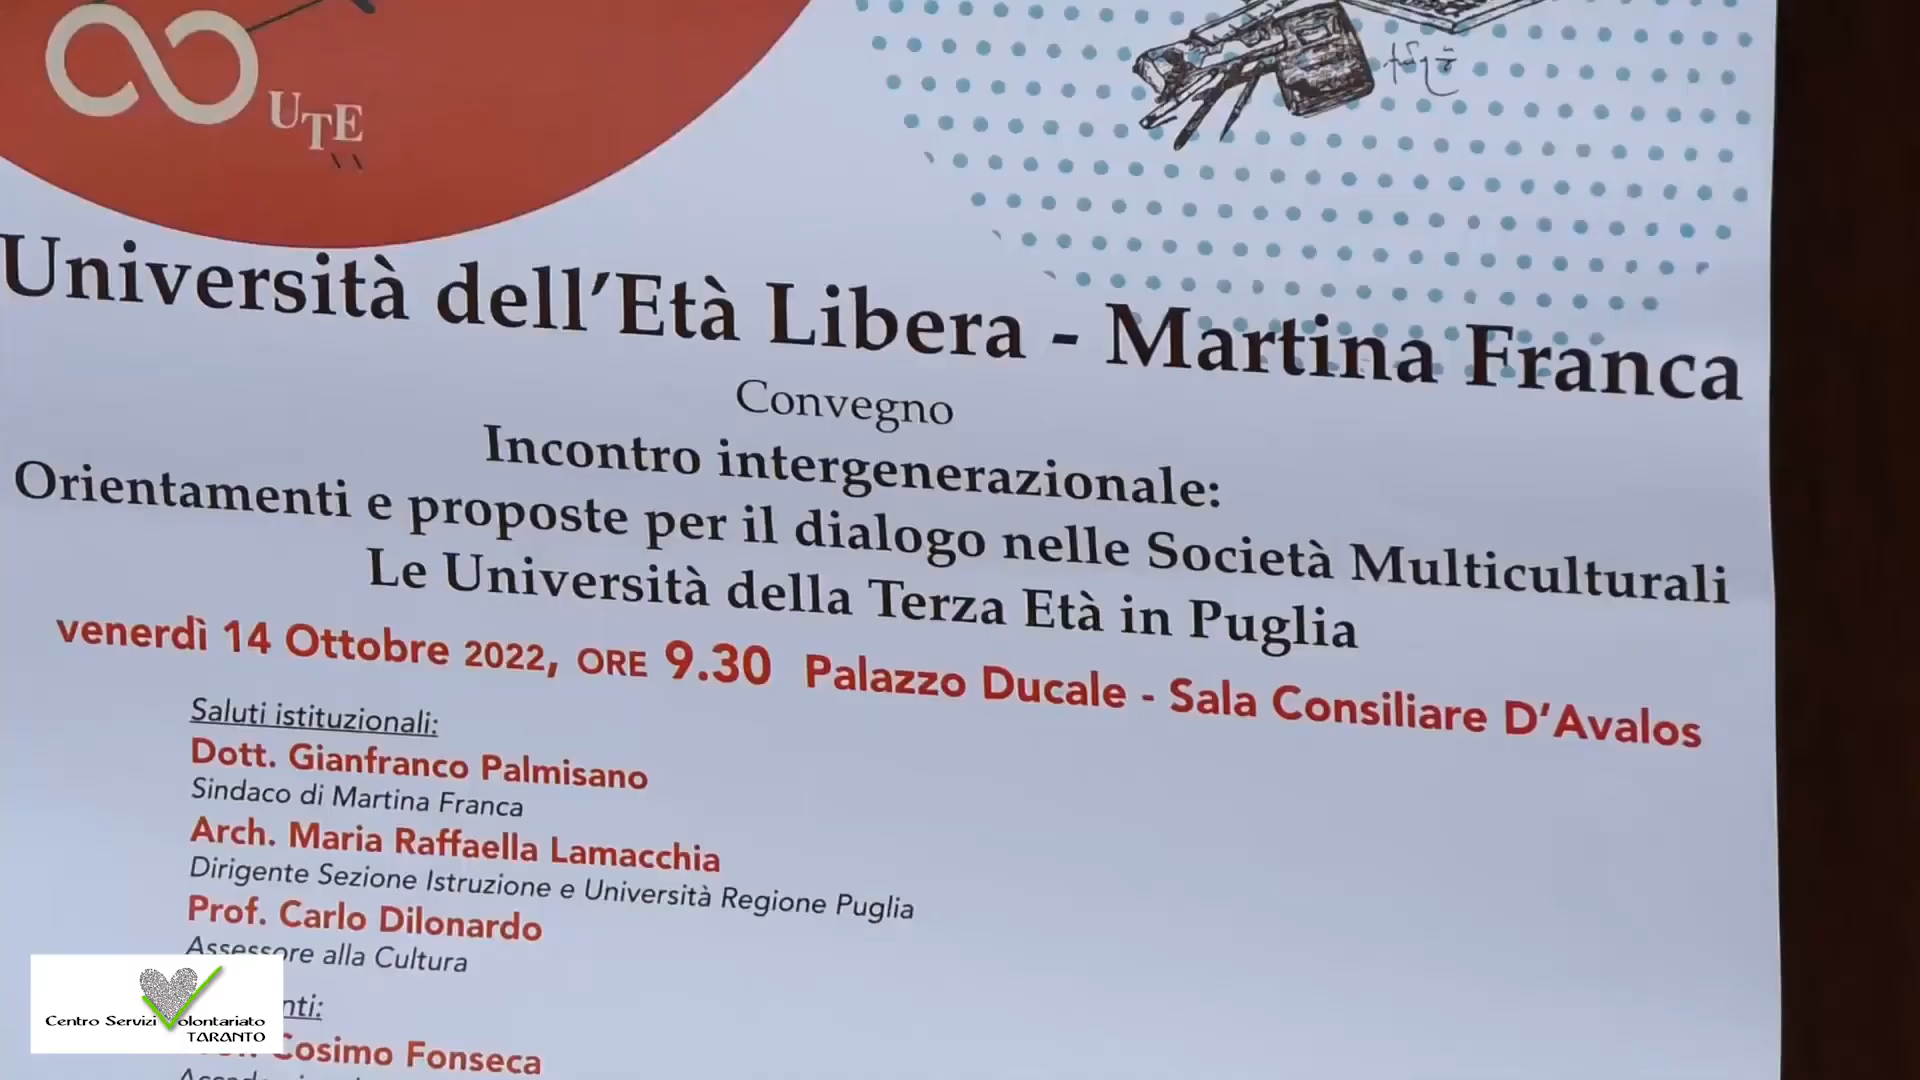 UTE
Università dell'Età Libera - Martina Franca
Convegno
Incontro intergenerazionale:
Orientamenti e proposte per il dialogo nelle Società Multiculturali
Le Università della Terza Età in Puglia
venerdì 14 Ottobre 2022, ORE 9.30 Palazzo Ducale - Sala Consiliare D'Avalos
Saluti istituzionali:
Dott. Gianfranco Palmisano
Sindaco di Martina Franca
Arch. Maria Raffaella Lamacchia
Dirigente Sezione Istruzione e Università Regione Puglia
Prof. Carlo Dilonardo
Assessore alla Cultura
nti:
Cosimo Fonseca
Centro Servizi Volontariato
TARANTO